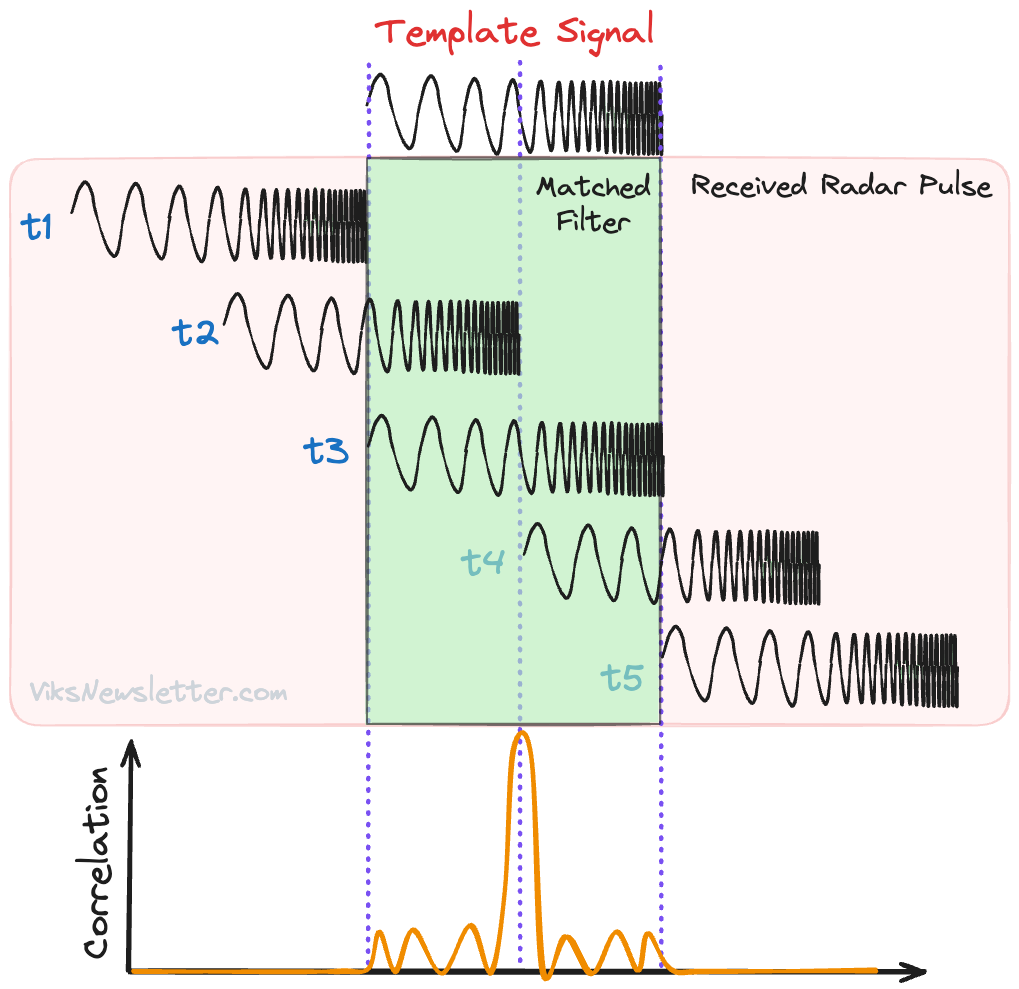 Template Signal
Matched
Filter
Received Radar Pulse
t1
t2
t3
t4
t5
ViksNewsletter.com
Correlation